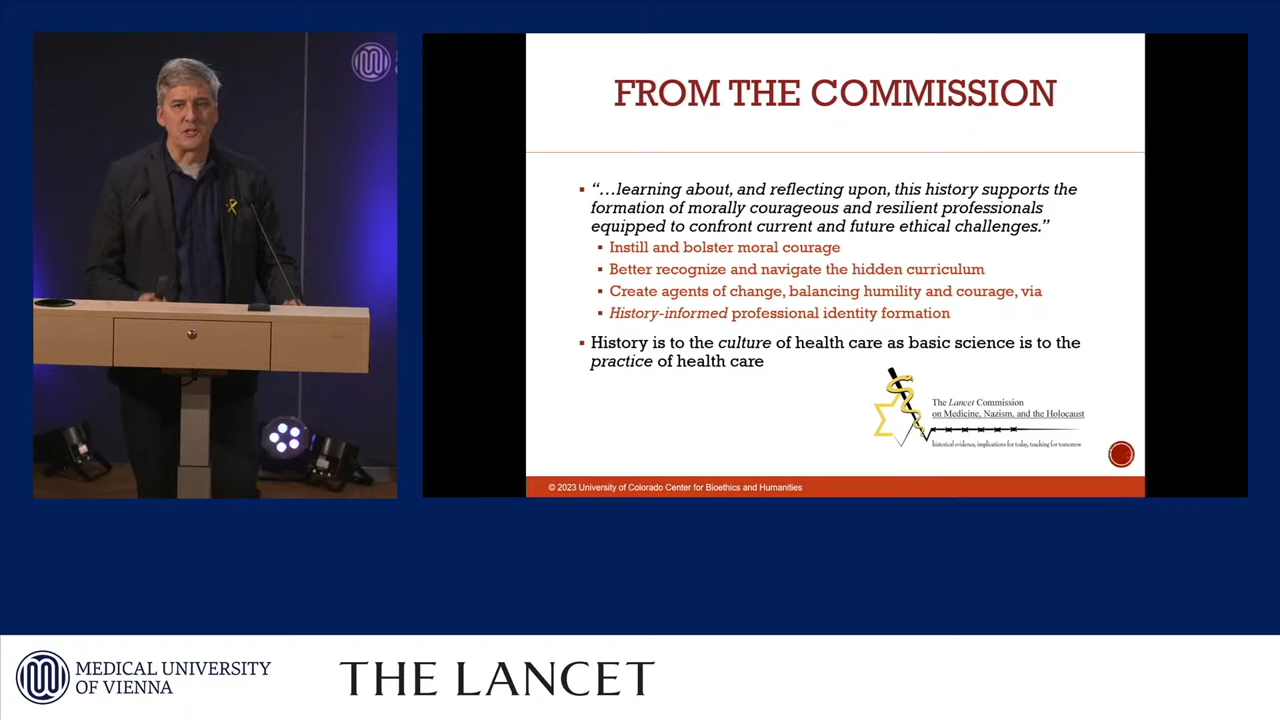 FROM THE COMMISSION
▪ “…learning about, and reflecting upon, this history supports the
formation of morally courageous and resilient professionals
equipped to confront current and future ethical challenges.”
▪ Instill and bolster moral courage
▪ Better recognize and navigate the hidden curriculum
▪ Create agents of change, balancing humility and courage, via
▪ History-informed professional identity formation
▪ History is to the culture of health care as basic science is to the
practice of health care
The Lancet Commission
on Medicine, Nazism, and the Holocaust
historical evidence, implications for today, teaching for tomorrow
© 2023 University of Colorado Center for Bioethics and Humanities
MEDICAL UNIVERSITY
OF VIENNA
THE LANCET